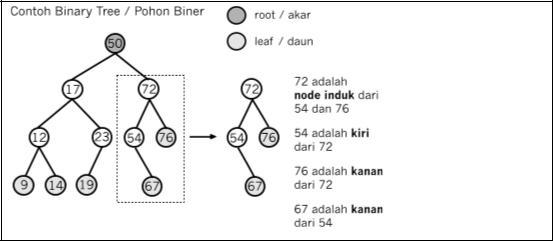 Contoh Binary Tree / Pohon Biner
root / akar
leaf / daun
50
17
72
12
23
54
76
9
14
19
67
72
54
76
67
72 adalah
node induk dari
54 dan 76
54 adalah kiri
dari 72
76 adalah kanan
dari 72
67 adalah kanan
dari 54